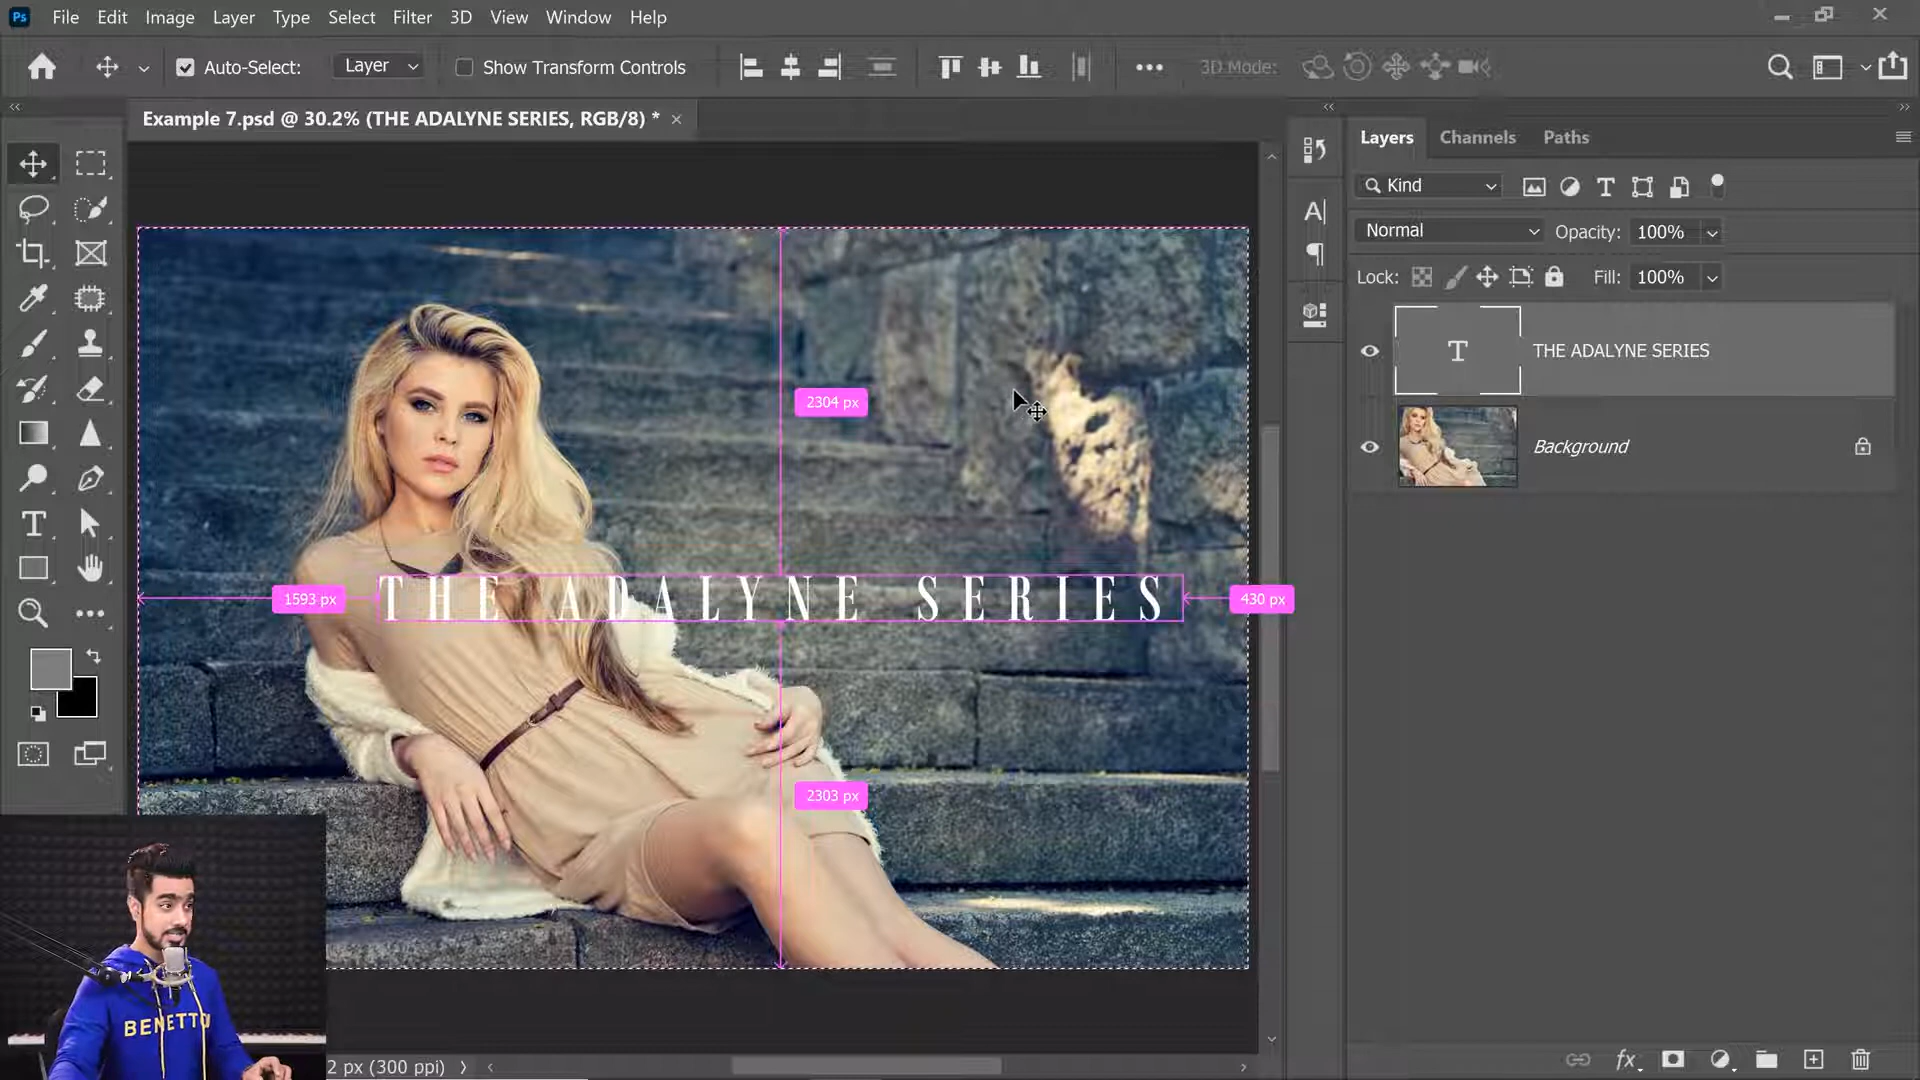 Ps File Edit Image Layer Type Select Filter 3D View Window Help
Auto-Select: Layer Show Transform Controls 3D Mode:
Example 7.psd @ 30.2% (THE ADALYNE SERIES, RGB/8) * ×
Layers Channels Paths
Kind
Normal Opacity: 100%
Lock: Fill: 100%
THE ADALYNE SERIES
Background
2304 px
1593 px
THE ADALYNE SERIES
430 px
2303 px
BENETTO
2 px (300 ppi)
fx